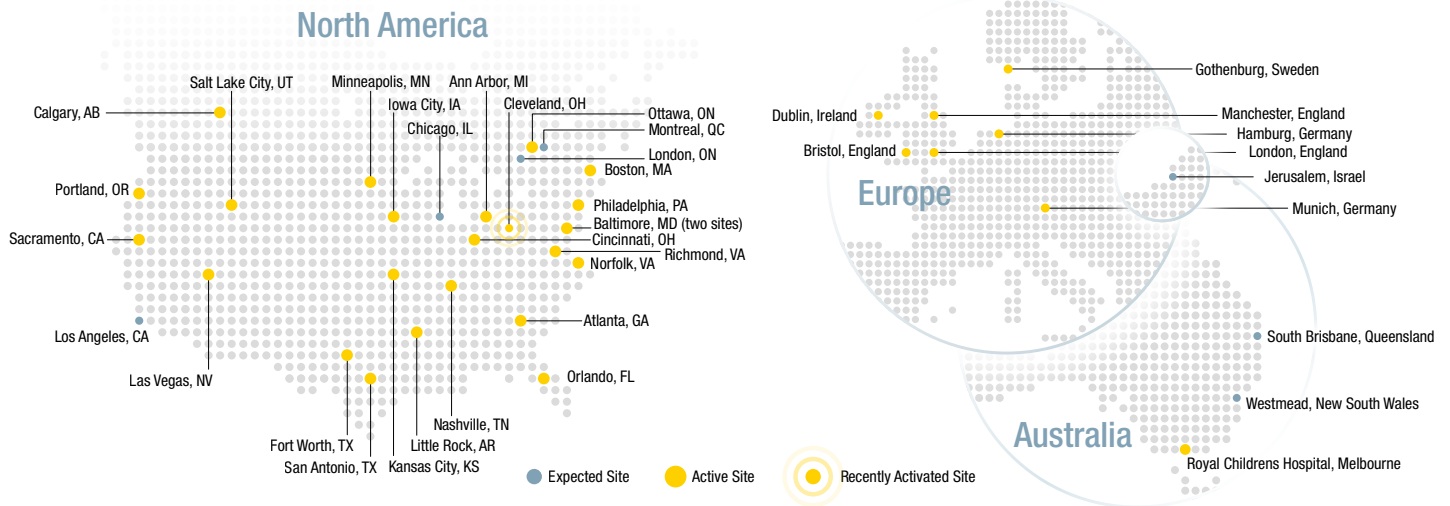 North America
Salt Lake City, UT
Minneapolis, MN
Ann Arbor, MI
Iowa City, IA
Cleveland, OH
Calgary, AB
Ottawa, ON
Chicago, IL
Montreal, QC
London, ON
Boston, MA
Portland, OR
Philadelphia, PA
Baltimore, MD (two sites)
Sacramento, CA
Cincinnati, OH
Richmond, VA
Norfolk, VA
Los Angeles, CA
Atlanta, GA
Las Vegas, NV
Orlando, FL
Nashville, TN
Fort Worth, TX
Little Rock, AR
San Antonio, TX
Kansas City, KS
Expected Site
Active Site
Recently Activated Site
Gothenburg, Sweden
Dublin, Ireland
Manchester, England
Hamburg, Germany
Bristol, England
London, England
Jerusalem, Israel
Europe
Munich, Germany
South Brisbane, Queensland
Westmead, New South Wales
Australia
Royal Childrens Hospital, Melbourne